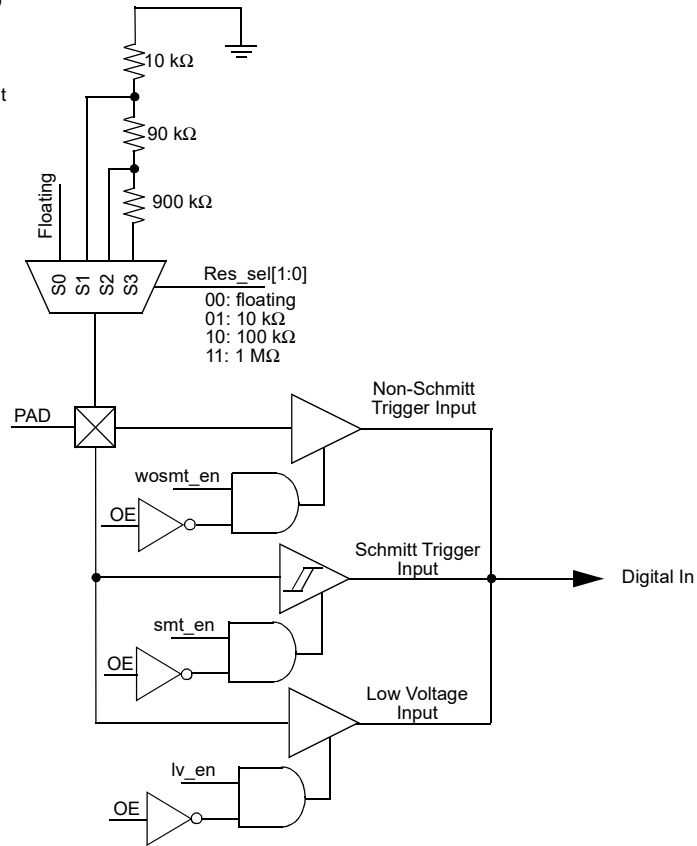 t
10 kΩ
90 kΩ
900 kΩ
Floating
S0
S1
S2
S3
Res_sel[1:0]
00: floating
01: 10 kΩ
10: 100 kΩ
11: 1 MΩ
PAD
Non-Schmitt
Trigger Input
wosmt_en
OE
Schmitt Trigger
Input
Digital In
smt_en
OE
Low Voltage
Input
lv_en
OE